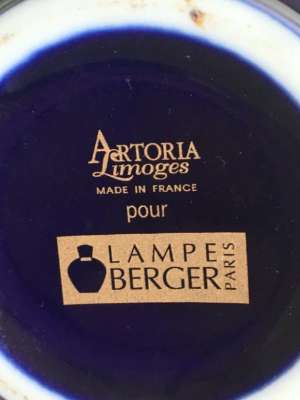 ARTORIA
Limoges
MADE IN FRANCE
pour
LAMPE
BERGER
PARIS